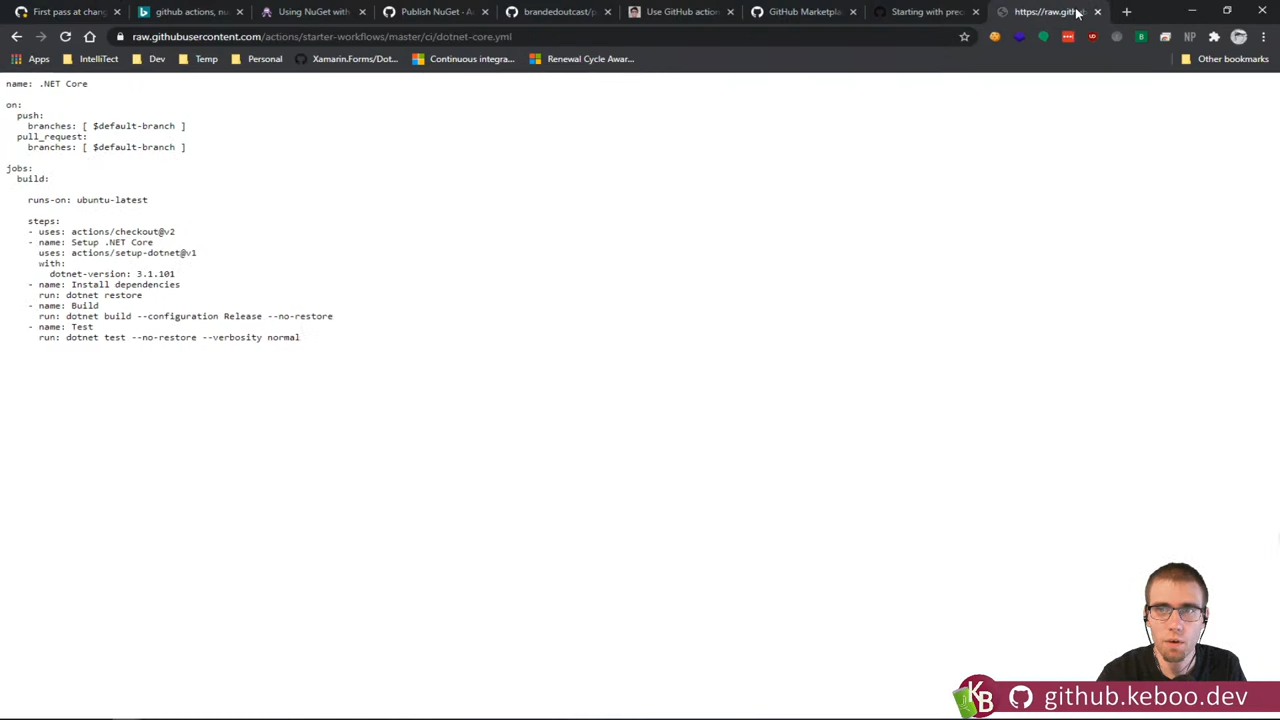 First pass at chang
github actions, nu
Using NuGet with
Publish NuGet - A
brandedoutcast/p
Use GitHub action
GitHub Marketpla
Starting with prec
https://raw.githu
raw.githubusercontent.com/actions/starter-workflows/master/ci/dotnet-core.yml
Apps
IntelliTect
Dev
Temp
Personal
Xamarin.Forms/Dot...
Continuous integra...
Renewal Cycle Awar...
Other bookmarks
name: .NET Core
on:
push:
branches: [ $default-branch ]
pull_request:
branches: [ $default-branch ]
jobs:
build:
runs-on: ubuntu-latest
steps:
- uses: actions/checkout@v2
- name: Setup .NET Core
uses: actions/setup-dotnet@v1
with:
dotnet-version: 3.1.101
- name: Install dependencies
run: dotnet restore
- name: Build
run: dotnet build --configuration Release --no-restore
- name: Test
run: dotnet test --no-restore --verbosity normal
KB
github.keboo.dev